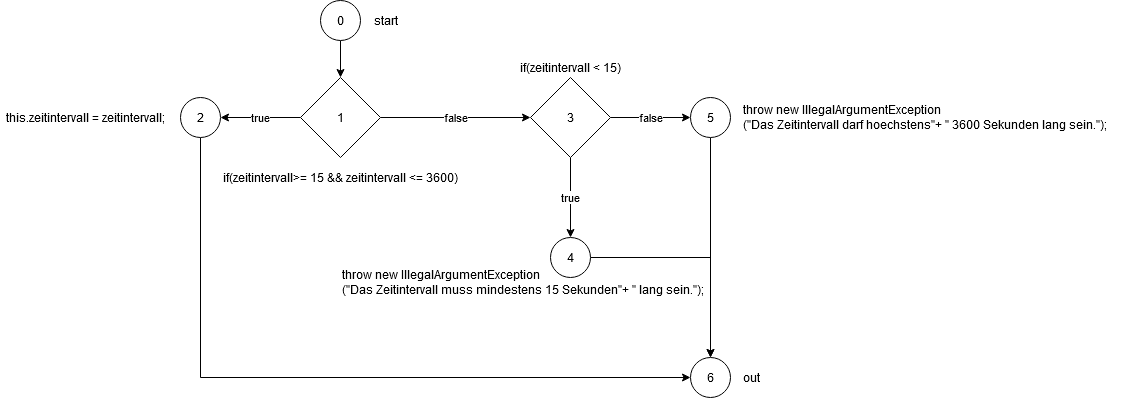 0 start
if(zeitintervall < 15)
this.zeitintervall = zeitintervall;
2
true
1
false
3
false
5
throw new IllegalArgumentException
("Das Zeitintervall darf hoechstens"+ " 3600 Sekunden lang sein.");
if(zeitintervall>= 15 && zeitintervall <= 3600)
true
4
throw new IllegalArgumentException
("Das Zeitintervall muss mindestens 15 Sekunden"+ " lang sein.");
6 out